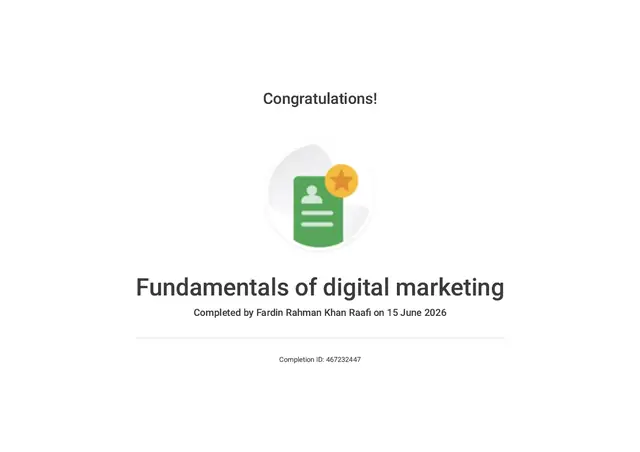 Congratulations!
Fundamentals of digital marketing
Completed by Fardin Rahman Khan Raafi on 15 June 2026
Completion ID: 467232447